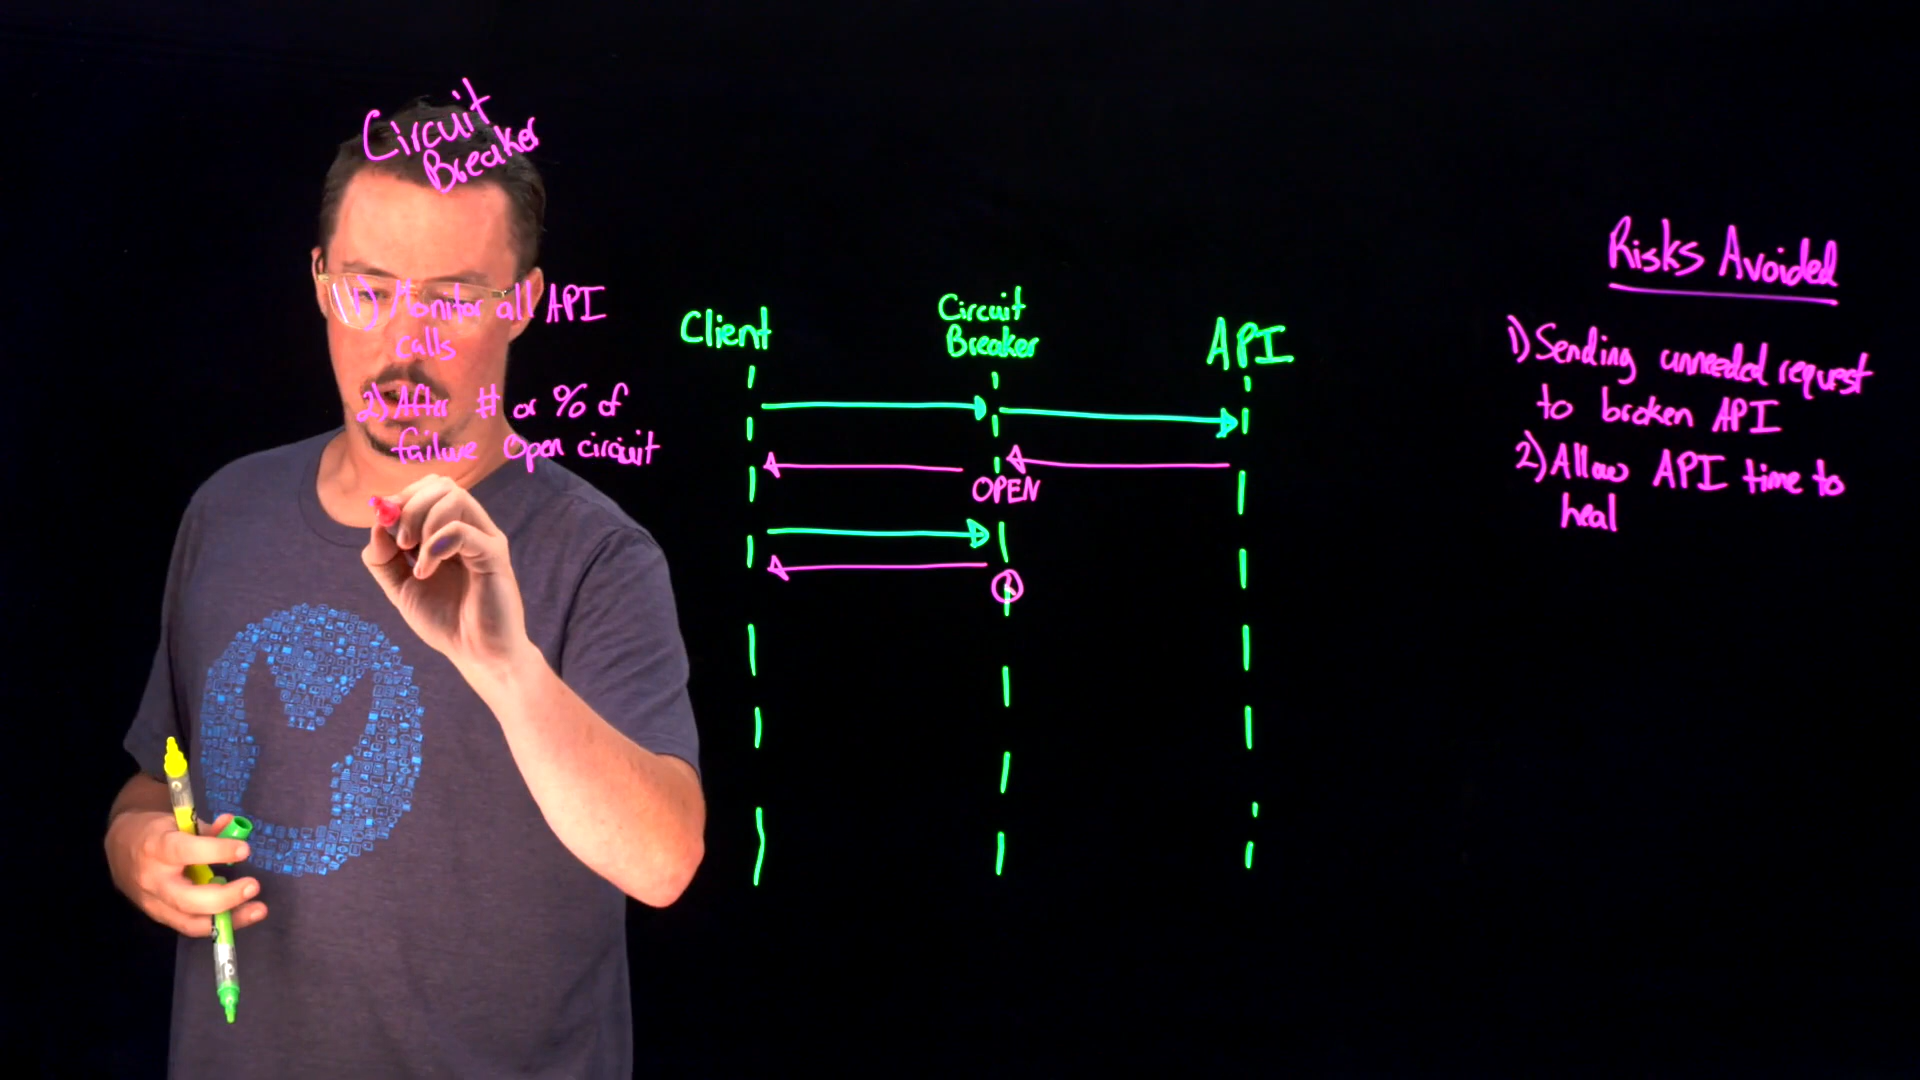 Circuit
Breaker
1) Monitor all API
calls
2) After # or % of
failure Open circuit
Client
Circuit
Breaker
API
OPEN
Risks Avoided
1) Sending unneeded request
to broken API
2) Allow API time to
heal